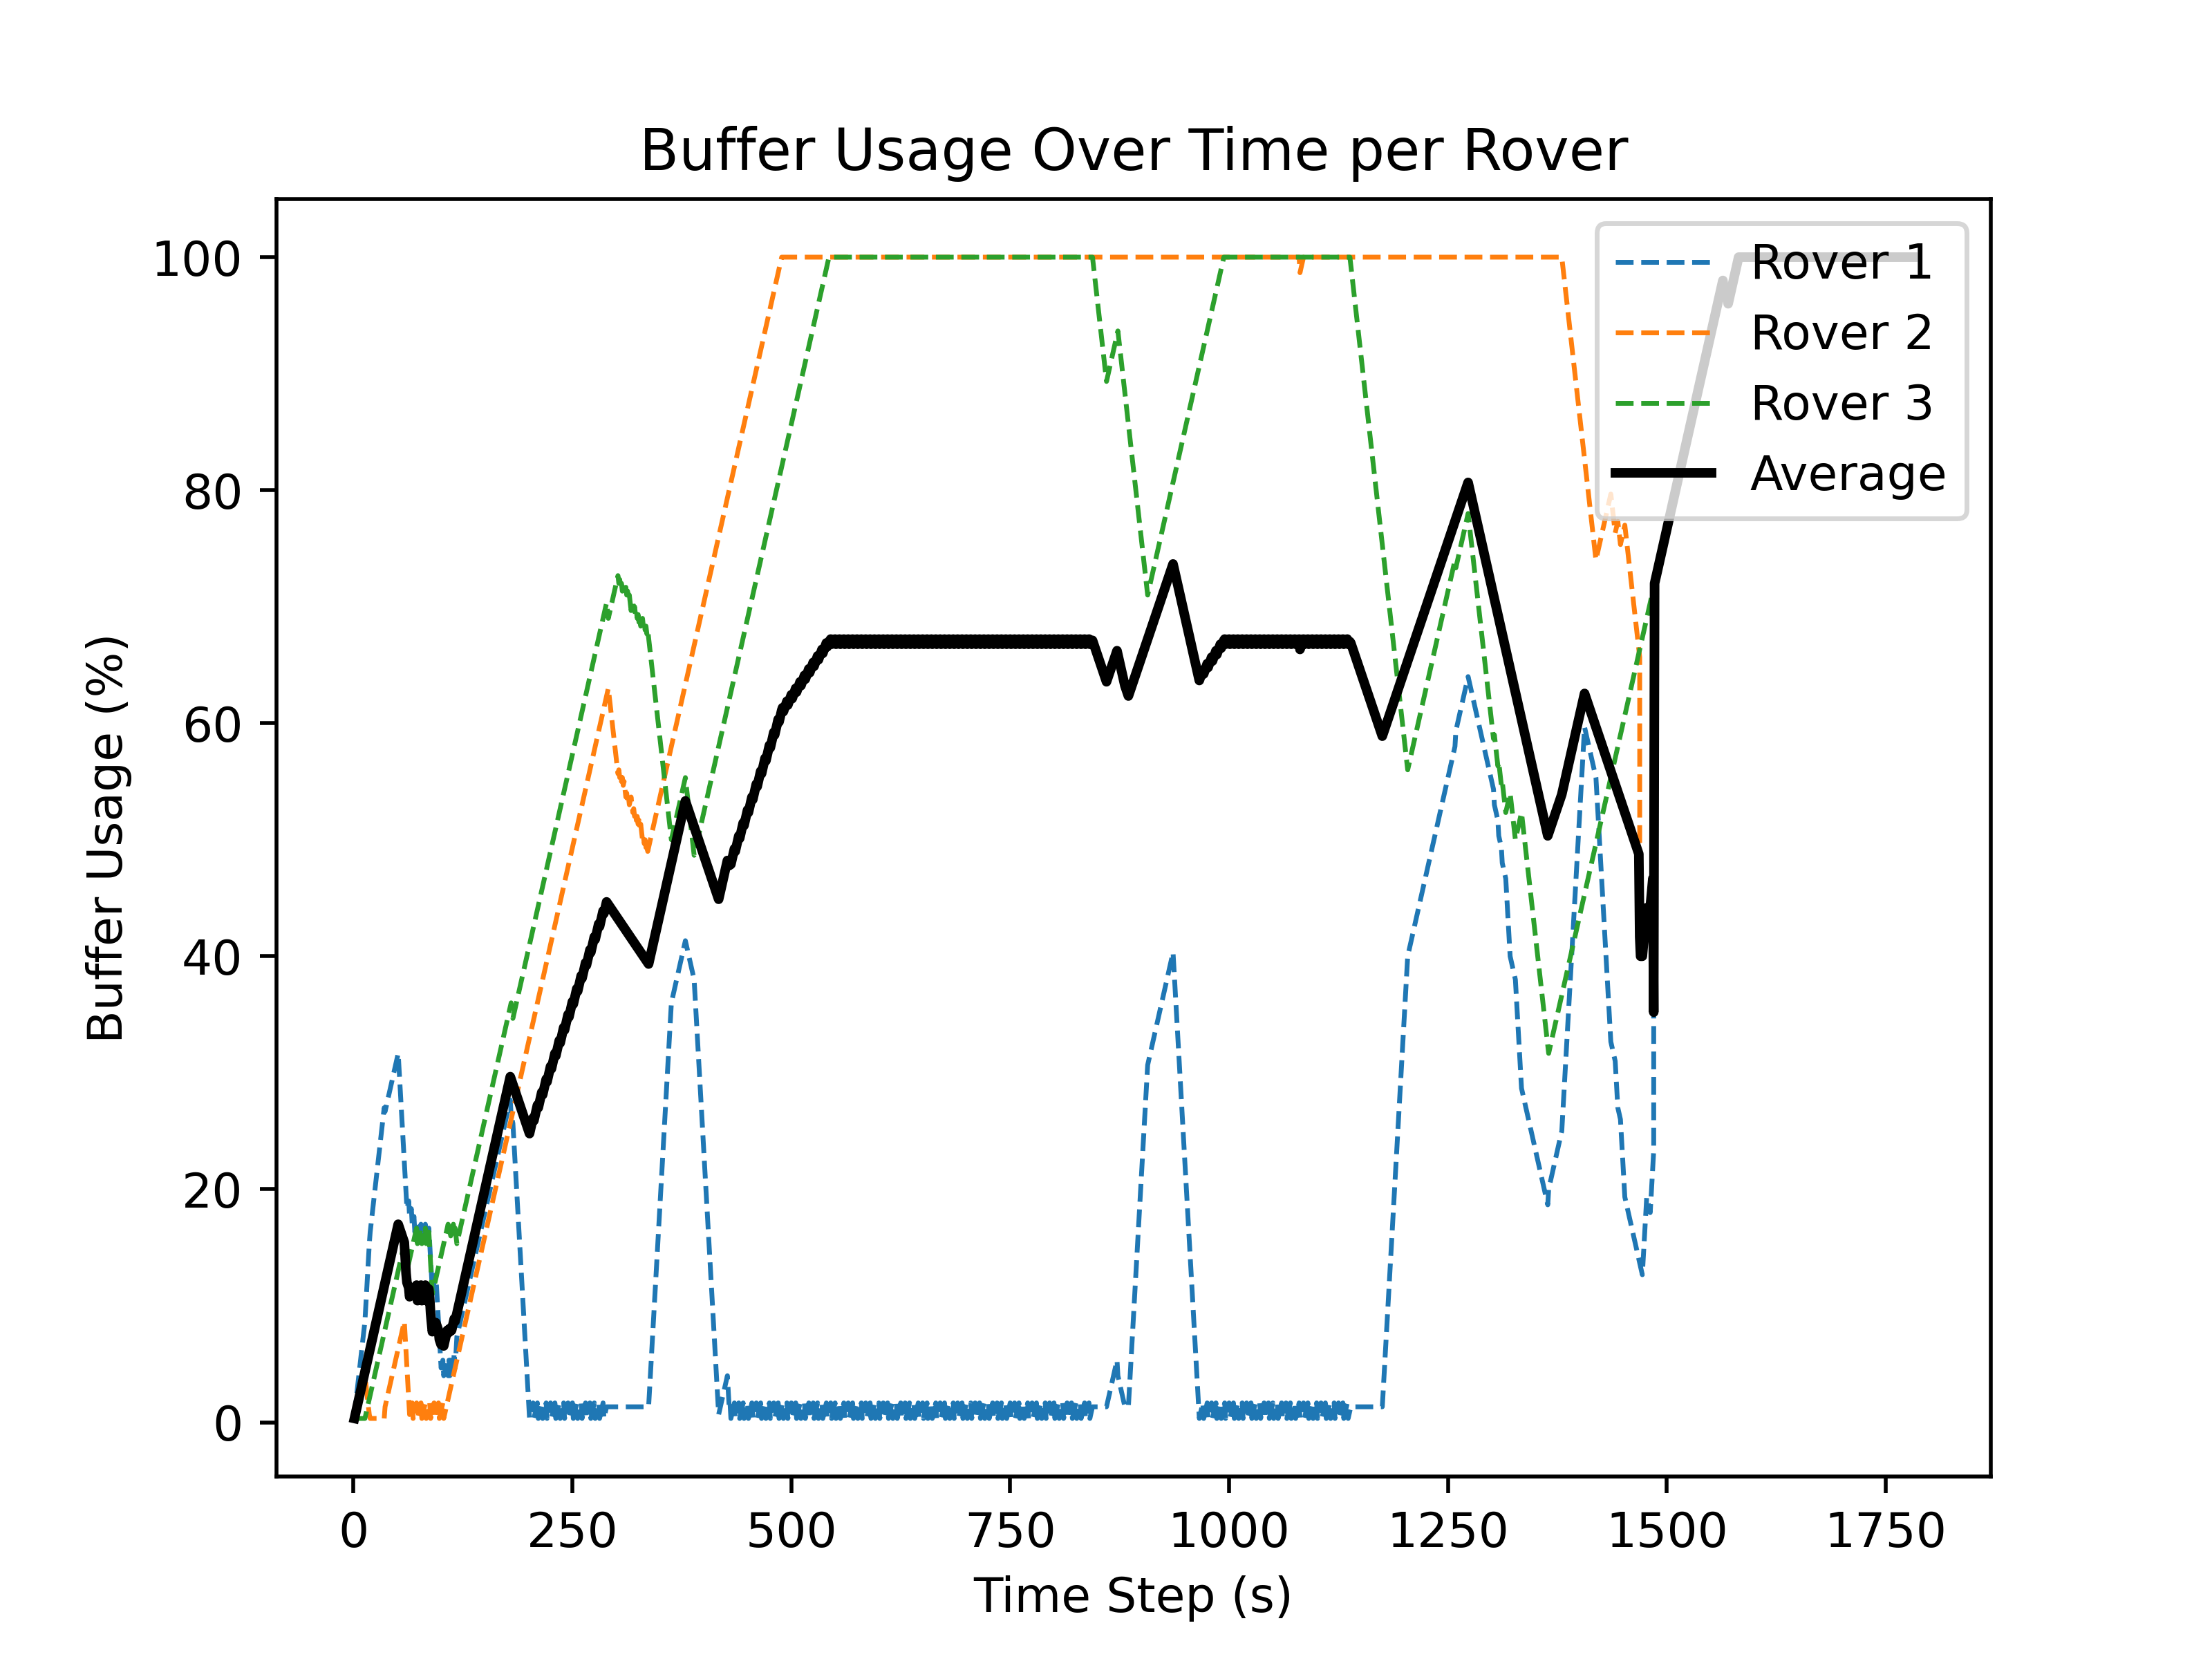 Buffer Usage Over Time per Rover
Buffer Usage (%)
100
80
60
40
20
0
Rover 1
Rover 2
Rover 3
Average
0 250 500 750 1000 1250 1500 1750
Time Step (s)